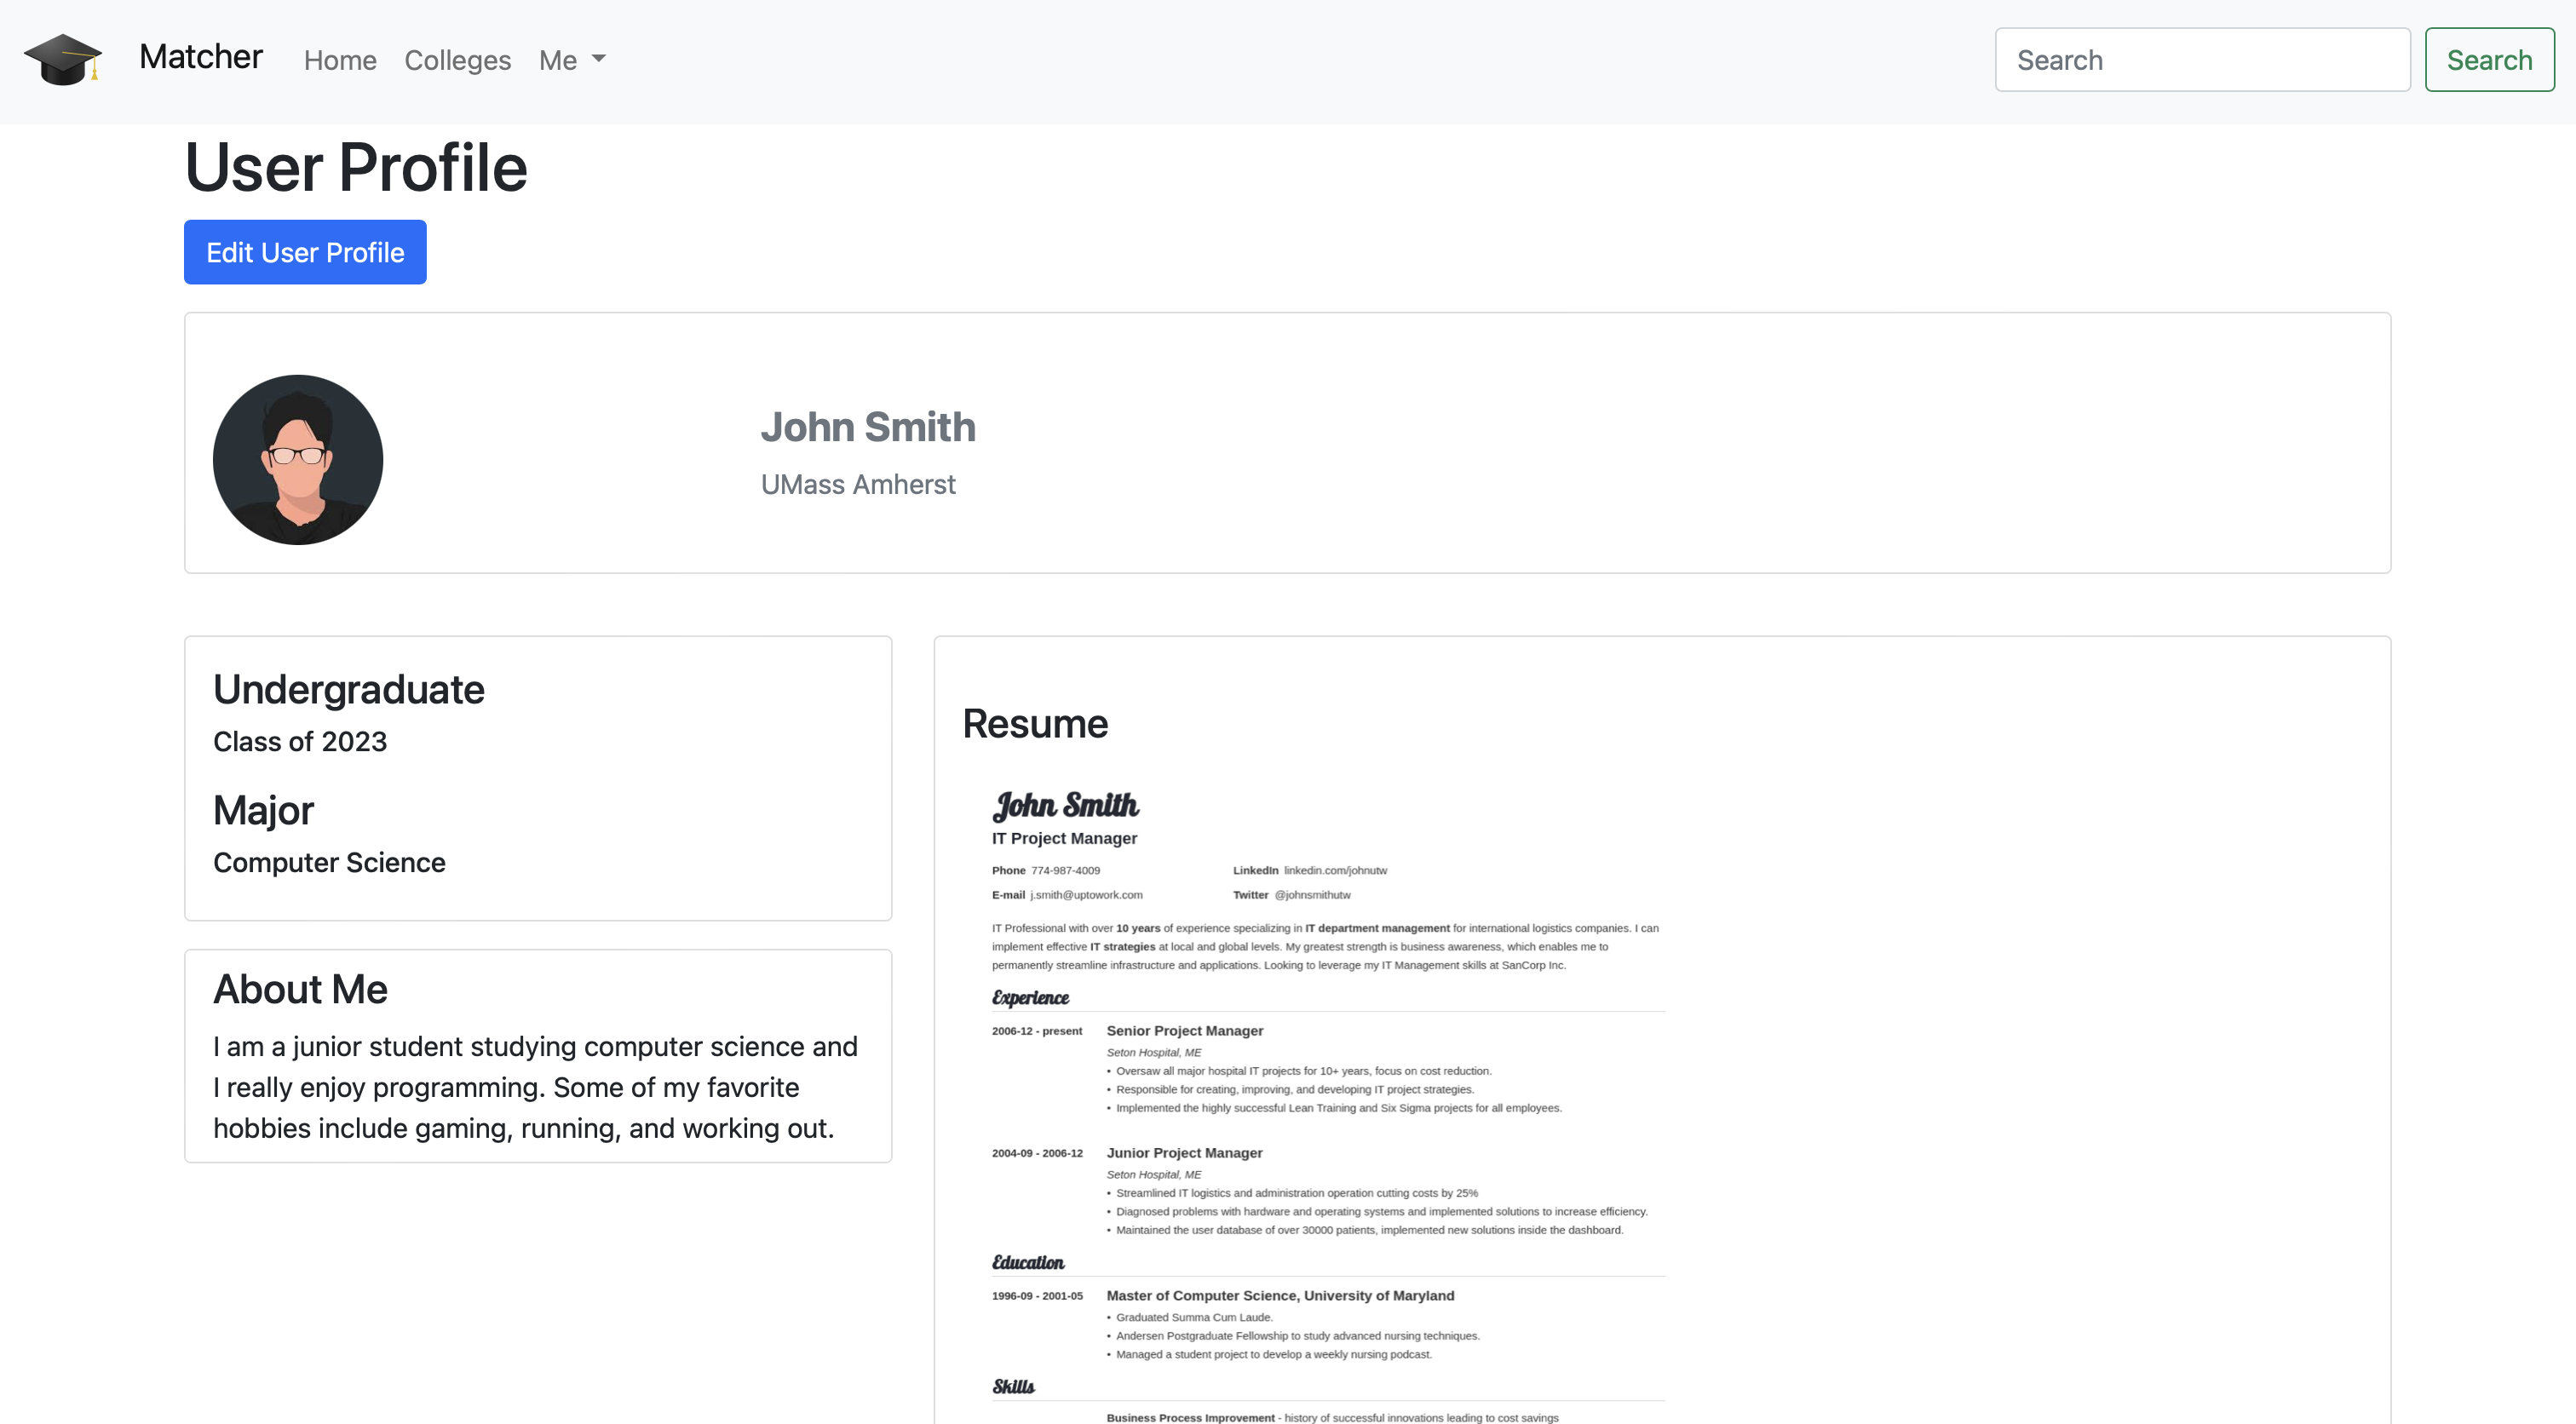 Matcher Home Colleges Me Search Search
User Profile
Edit User Profile
John Smith
UMass Amherst
Undergraduate
Class of 2023
Major
Computer Science
About Me
I am a junior student studying computer science and
I really enjoy programming. Some of my favorite
hobbies include gaming, running, and working out.
Resume
John Smith
IT Project Manager
Phone 774-987-4009 LinkedIn linkedin.com/johnutw
E-mail j.smith@uptowork.com Twitter @johnsmithutw
IT Professional with over 10 years of experience specializing in IT department management for international logistics companies. I can
implement effective IT strategies at local and global levels. My greatest strength is business awareness, which enables me to
permanently streamline infrastructure and applications. Looking to leverage my IT Management skills at SanCorp Inc.
Experience
2006-12 - present Senior Project Manager
Seton Hospital, ME
• Oversaw all major hospital IT projects for 10+ years, focus on cost reduction.
• Responsible for creating, improving, and developing IT project strategies.
• Implemented the highly successful Lean Training and Six Sigma projects for all employees.
2004-09 - 2006-12 Junior Project Manager
Seton Hospital, ME
• Streamlined IT logistics and administration operation cutting costs by 25%
• Diagnosed problems with hardware and operating systems and implemented solutions to increase efficiency.
• Maintained the user database of over 30000 patients, implemented new solutions inside the dashboard.
Education
1996-09 - 2001-05 Master of Computer Science, University of Maryland
• Graduated Summa Cum Laude.
• Andersen Postgraduate Fellowship to study advanced nursing techniques.
• Managed a student project to develop a weekly nursing podcast.
Skills
Business Process Improvement - history of successful innovations leading to cost savings